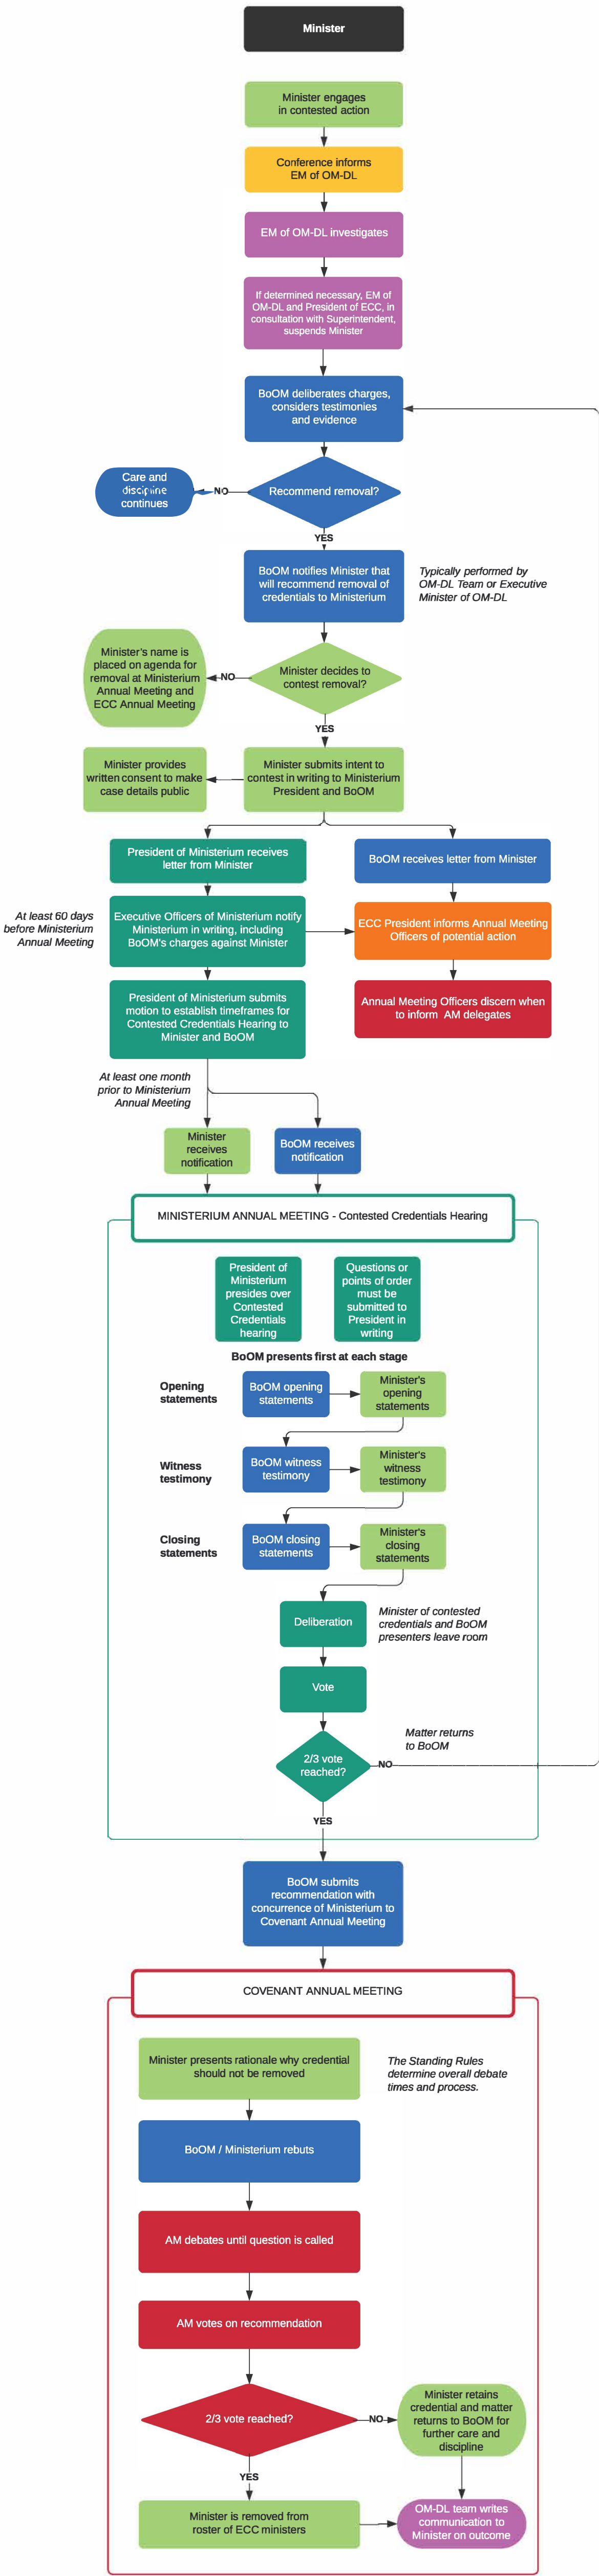 Minister
Minister engages
in contested action
Conference informs
EM of OM-DL
EM of OM-DL investigates
If determined necessary, EM of
OM-DL and President of ECC, in
consultation with Superintendent,
suspends Minister
BoOM deliberates charges,
considers testimonies
and evidence
Care and
discipline
continues
NO
Recommend removal?
YES
BoOM notifies Minister that
will recommend removal of
credentials to Ministerium
Typically performed by
OM-DL Team or Executive
Minister of OM-DL
Minister's name is
placed on agenda for
removal at Ministerium
Annual Meeting and
ECC Annual Meeting
NO
Minister decides to
contest removal?
YES
Minister provides
written consent to make
case details public
Minister submits intent to
contest in writing to Ministerium
President and BoOM
President of Ministerium receives
letter from Minister
BoOM receives letter from Minister
At least 60 days
before Ministerium
Annual Meeting
Executive Officers of Ministerium notify
Ministerium in writing, including
BoOM's charges against Minister
ECC President informs Annual Meeting
Officers of potential action
President of Ministerium submits
motion to establish timeframes for
Contested Credentials Hearing to
Minister and BoOM
Annual Meeting Officers discern when
to inform AM delegates
At least one month
prior to Ministerium
Annual Meeting
Minister
receives
notification
BoOM receives
notification
MINISTERIUM ANNUAL MEETING - Contested Credentials Hearing
President of
Ministerium
presides over
Contested
Credentials
hearing
Questions or
points of order
must be
submitted to
President in
writing
BoOM presents first at each stage
Opening
statements
BoOM opening
statements
Minister's
opening
statements
Witness
testimony
BoOM witness
testimony
Minister's
witness
testimony
Closing
statements
BoOM closing
statements
Minister's
closing
statements
Deliberation
Minister of contested
credentials and BoOM
presenters leave room
Vote
2/3 vote
reached?
NO
Matter returns
to BoOM
YES
BoOM submits
recommendation with
concurrence of Ministerium to
Covenant Annual Meeting
COVENANT ANNUAL MEETING
Minister presents rationale why credential
should not be removed
The Standing Rules
determine overall debate
times and process.
BoOM / Ministerium rebuts
AM debates until question is called
AM votes on recommendation
2/3 vote reached?
NO
Minister retains
credential and matter
returns to BoOM for
further care and
discipline
YES
Minister is removed from
roster of ECC ministers
OM-DL team writes
communication to
Minister on outcome